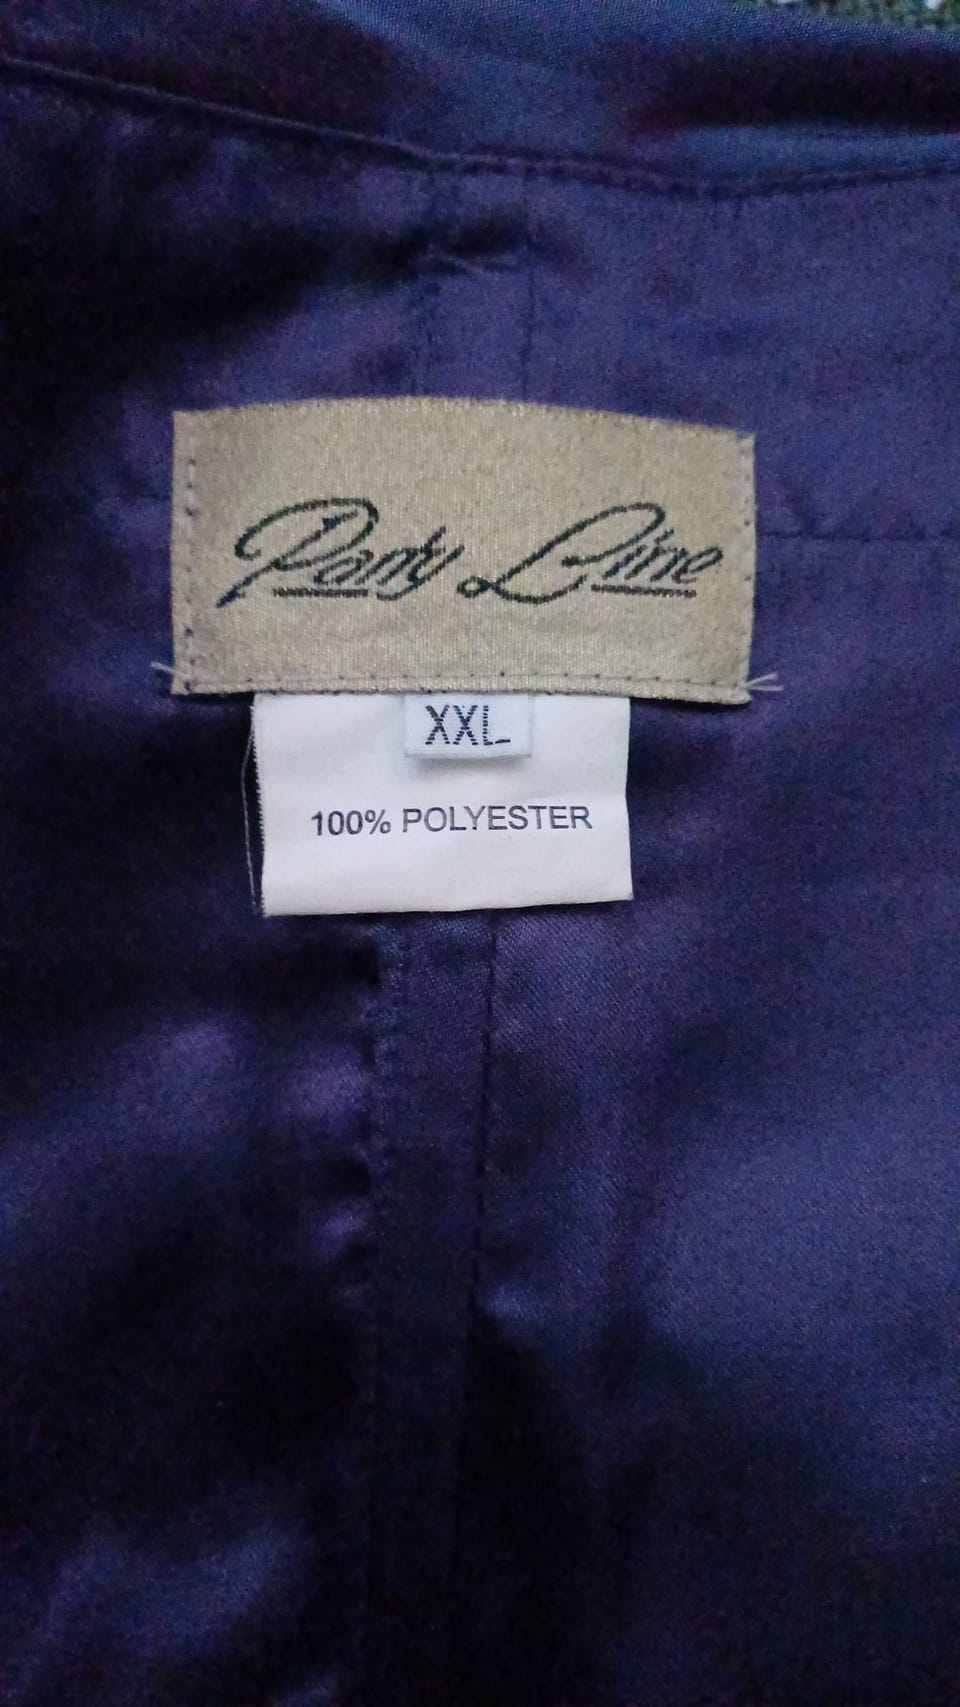 Party Line
XXL
100% POLYESTER